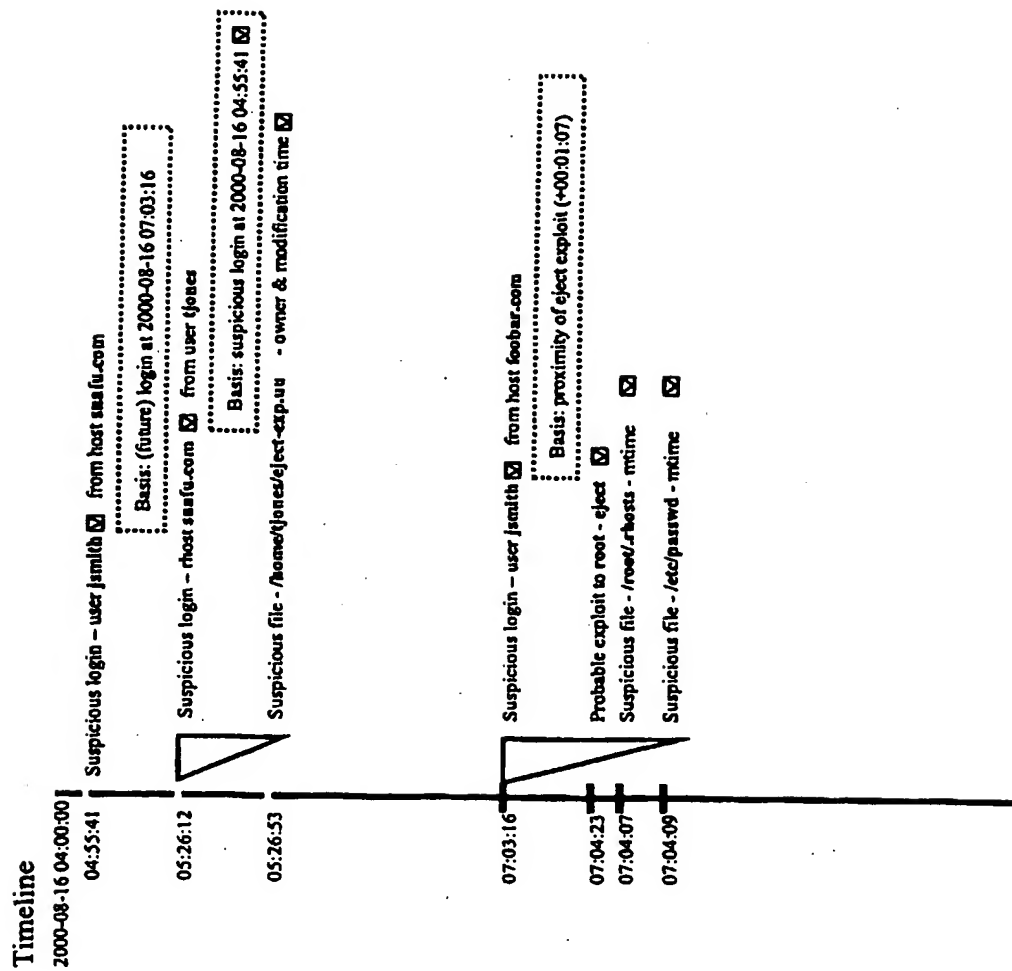 Timeline
2000-08-16 04:00:00
04:55:41 Suspicious login – user jsmith ☑ from host snafu.com
Basis: (future) login at 2000-08-16 07:03:16
05:26:12 Suspicious login – rhost snafu.com ☑ from user tjones
Basis: suspicious login at 2000-08-16 04:55:41 ☑
05:26:53 Suspicious file - /home/tjones/eject-exp.uu - owner & modification time ☑
07:03:16 Suspicious login – user jsmith ☑ from host foobar.com
Basis: proximity of eject exploit (+00:01:07)
07:04:23 Probable exploit to root - eject ☑
07:04:07 Suspicious file - /root/.rhosts - mtime ☑
07:04:09 Suspicious file - /etc/passwd - mtime ☑